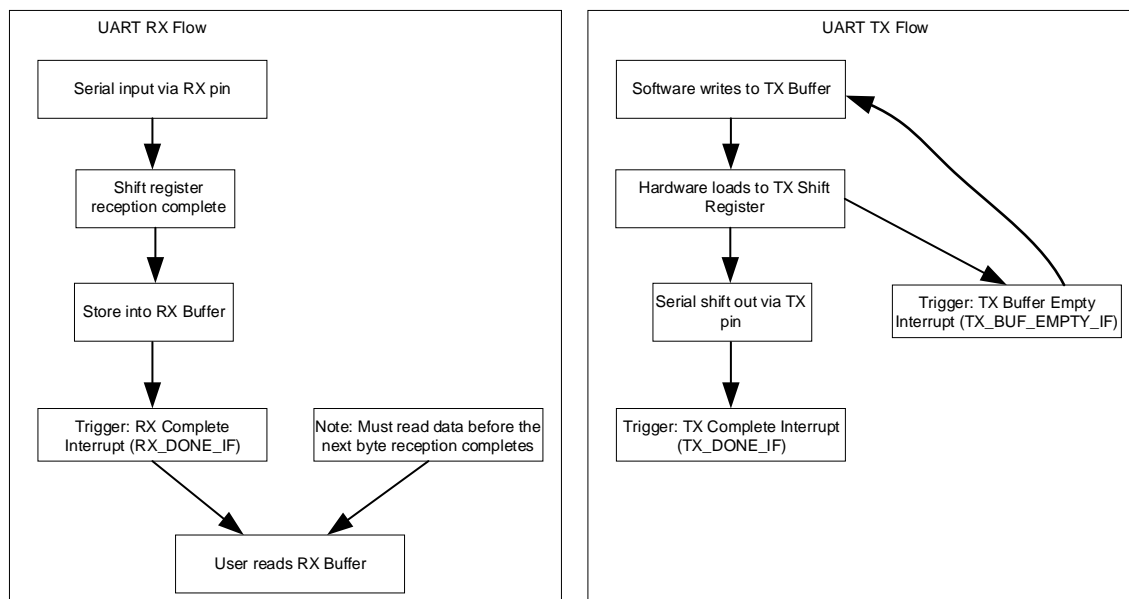 UART RX Flow
Serial input via RX pin
Shift register
reception complete
Store into RX Buffer
Trigger: RX Complete
Interrupt (RX_DONE_IF)
Note: Must read data before the
next byte reception completes
User reads RX Buffer
UART TX Flow
Software writes to TX Buffer
Hardware loads to TX Shift
Register
Serial shift out via TX
pin
Trigger: TX Buffer Empty
Interrupt (TX_BUF_EMPTY_IF)
Trigger: TX Complete Interrupt
(TX_DONE_IF)